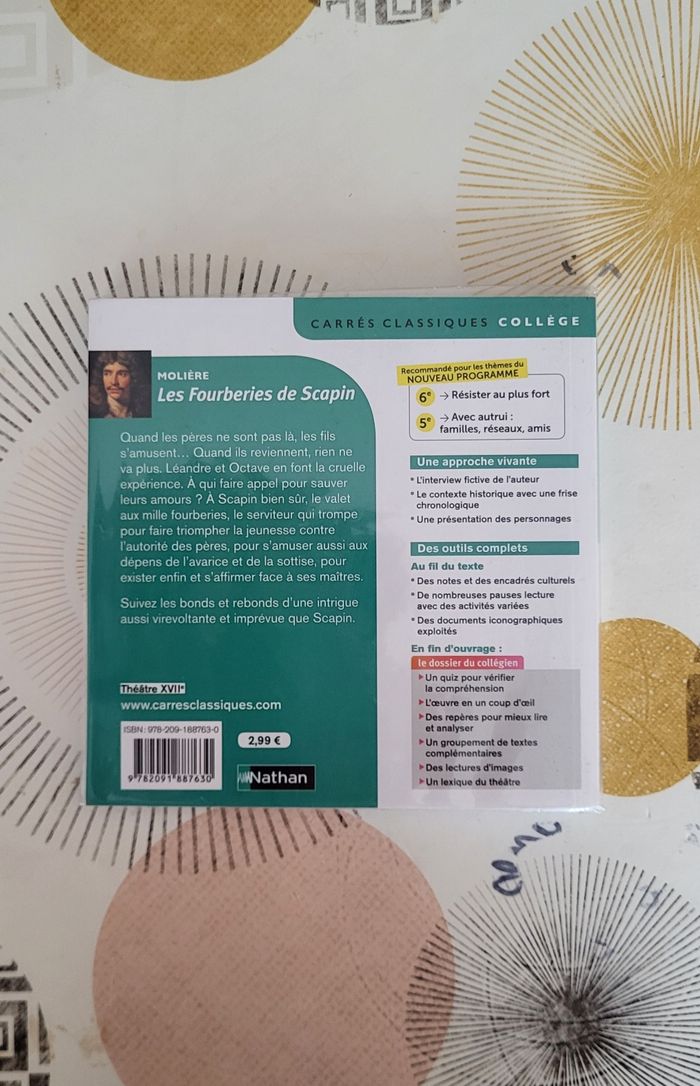 CARRÉS CLASSIQUES COLLÈGE
MOLIÈRE
Les Fourberies de Scapin
Quand les pères ne sont pas là, les fils
s'amusent... Quand ils reviennent, rien ne
va plus. Léandre et Octave en font la cruelle
expérience. À qui faire appel pour sauver
leurs amours ? À Scapin bien sûr, le valet
aux mille fourberies, le serviteur qui trompe
pour faire triompher la jeunesse contre
l'autorité des pères, pour s'amuser aussi aux
dépens de l'avarice et de la sottise, pour
exister enfin et s'affirmer face à ses maîtres.
Suivez les bonds et rebonds d'une intrigue
aussi virevoltante et imprévue que Scapin.
Théâtre XVIIe
www.carresclassiques.com
ISBN: 978-209-188763-0
9 782091 887630
2,99 €
Nathan
Recommandé pour les thèmes du
NOUVEAU PROGRAMME
6e → Résister au plus fort
5e → Avec autrui :
familles, réseaux, amis
Une approche vivante
* L'interview fictive de l'auteur
* Le contexte historique avec une frise
chronologique
* Une présentation des personnages
Des outils complets
Au fil du texte
* Des notes et des encadrés culturels
* De nombreuses pauses lecture
avec des activités variées
* Des documents iconographiques
exploités
En fin d'ouvrage :
le dossier du collégien
▶ Un quiz pour vérifier
la compréhension
▶ L'œuvre en un coup d'œil
▶ Des repères pour mieux lire
et analyser
▶ Un groupement de textes
complémentaires
▶ Des lectures d'images
▶ Un lexique du théâtre